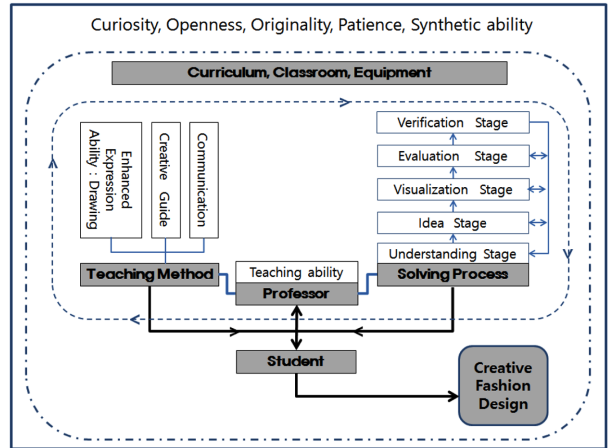 Curiosity, Openness, Originality, Patience, Synthetic ability
Curriculum, Classroom, Equipment
Enhanced
Expression
Ability : Drawing
Creative Guide
Communication
Verification Stage
Evaluation Stage
Visualization Stage
Idea Stage
Understanding Stage
Teaching Method
Teaching ability
Professor
Solving Process
Student
Creative
Fashion
Design